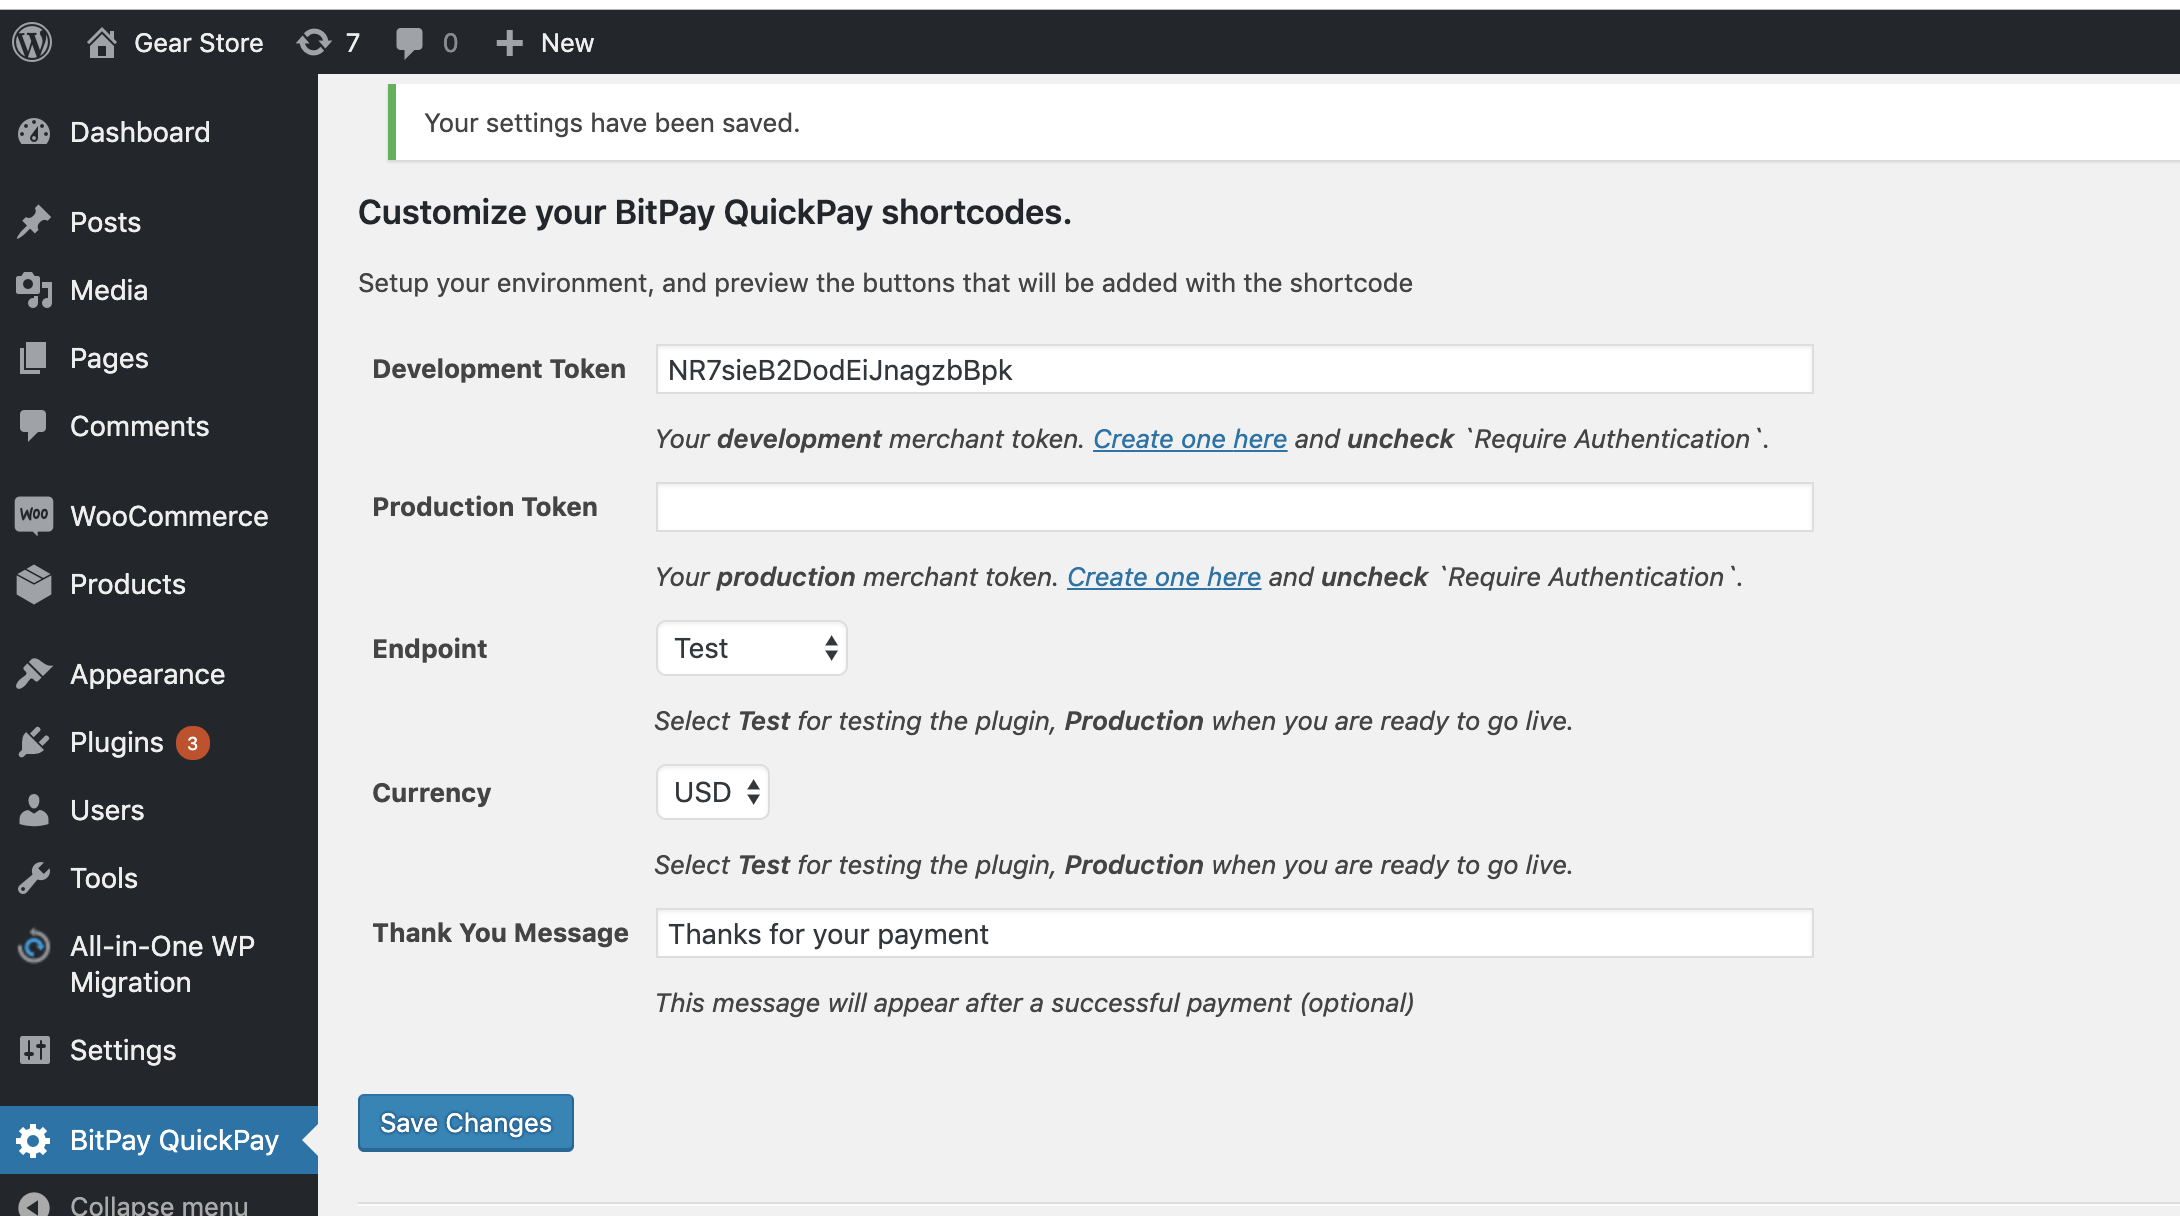 Gear Store 7 0 New
Dashboard
Posts
Media
Pages
Comments
Woo WooCommerce
Products
Appearance
Plugins 3
Users
Tools
All-in-One WP
Migration
Settings
BitPay QuickPay
Collapse menu
Your settings have been saved.
Customize your BitPay QuickPay shortcodes.
Setup your environment, and preview the buttons that will be added with the shortcode
Development Token NR7sieB2DodEiJnagzbBpk
Your development merchant token. Create one here and uncheck `Require Authentication`.
Production Token
Your production merchant token. Create one here and uncheck `Require Authentication`.
Endpoint Test
Select Test for testing the plugin, Production when you are ready to go live.
Currency USD
Select Test for testing the plugin, Production when you are ready to go live.
Thank You Message Thanks for your payment
This message will appear after a successful payment (optional)
Save Changes